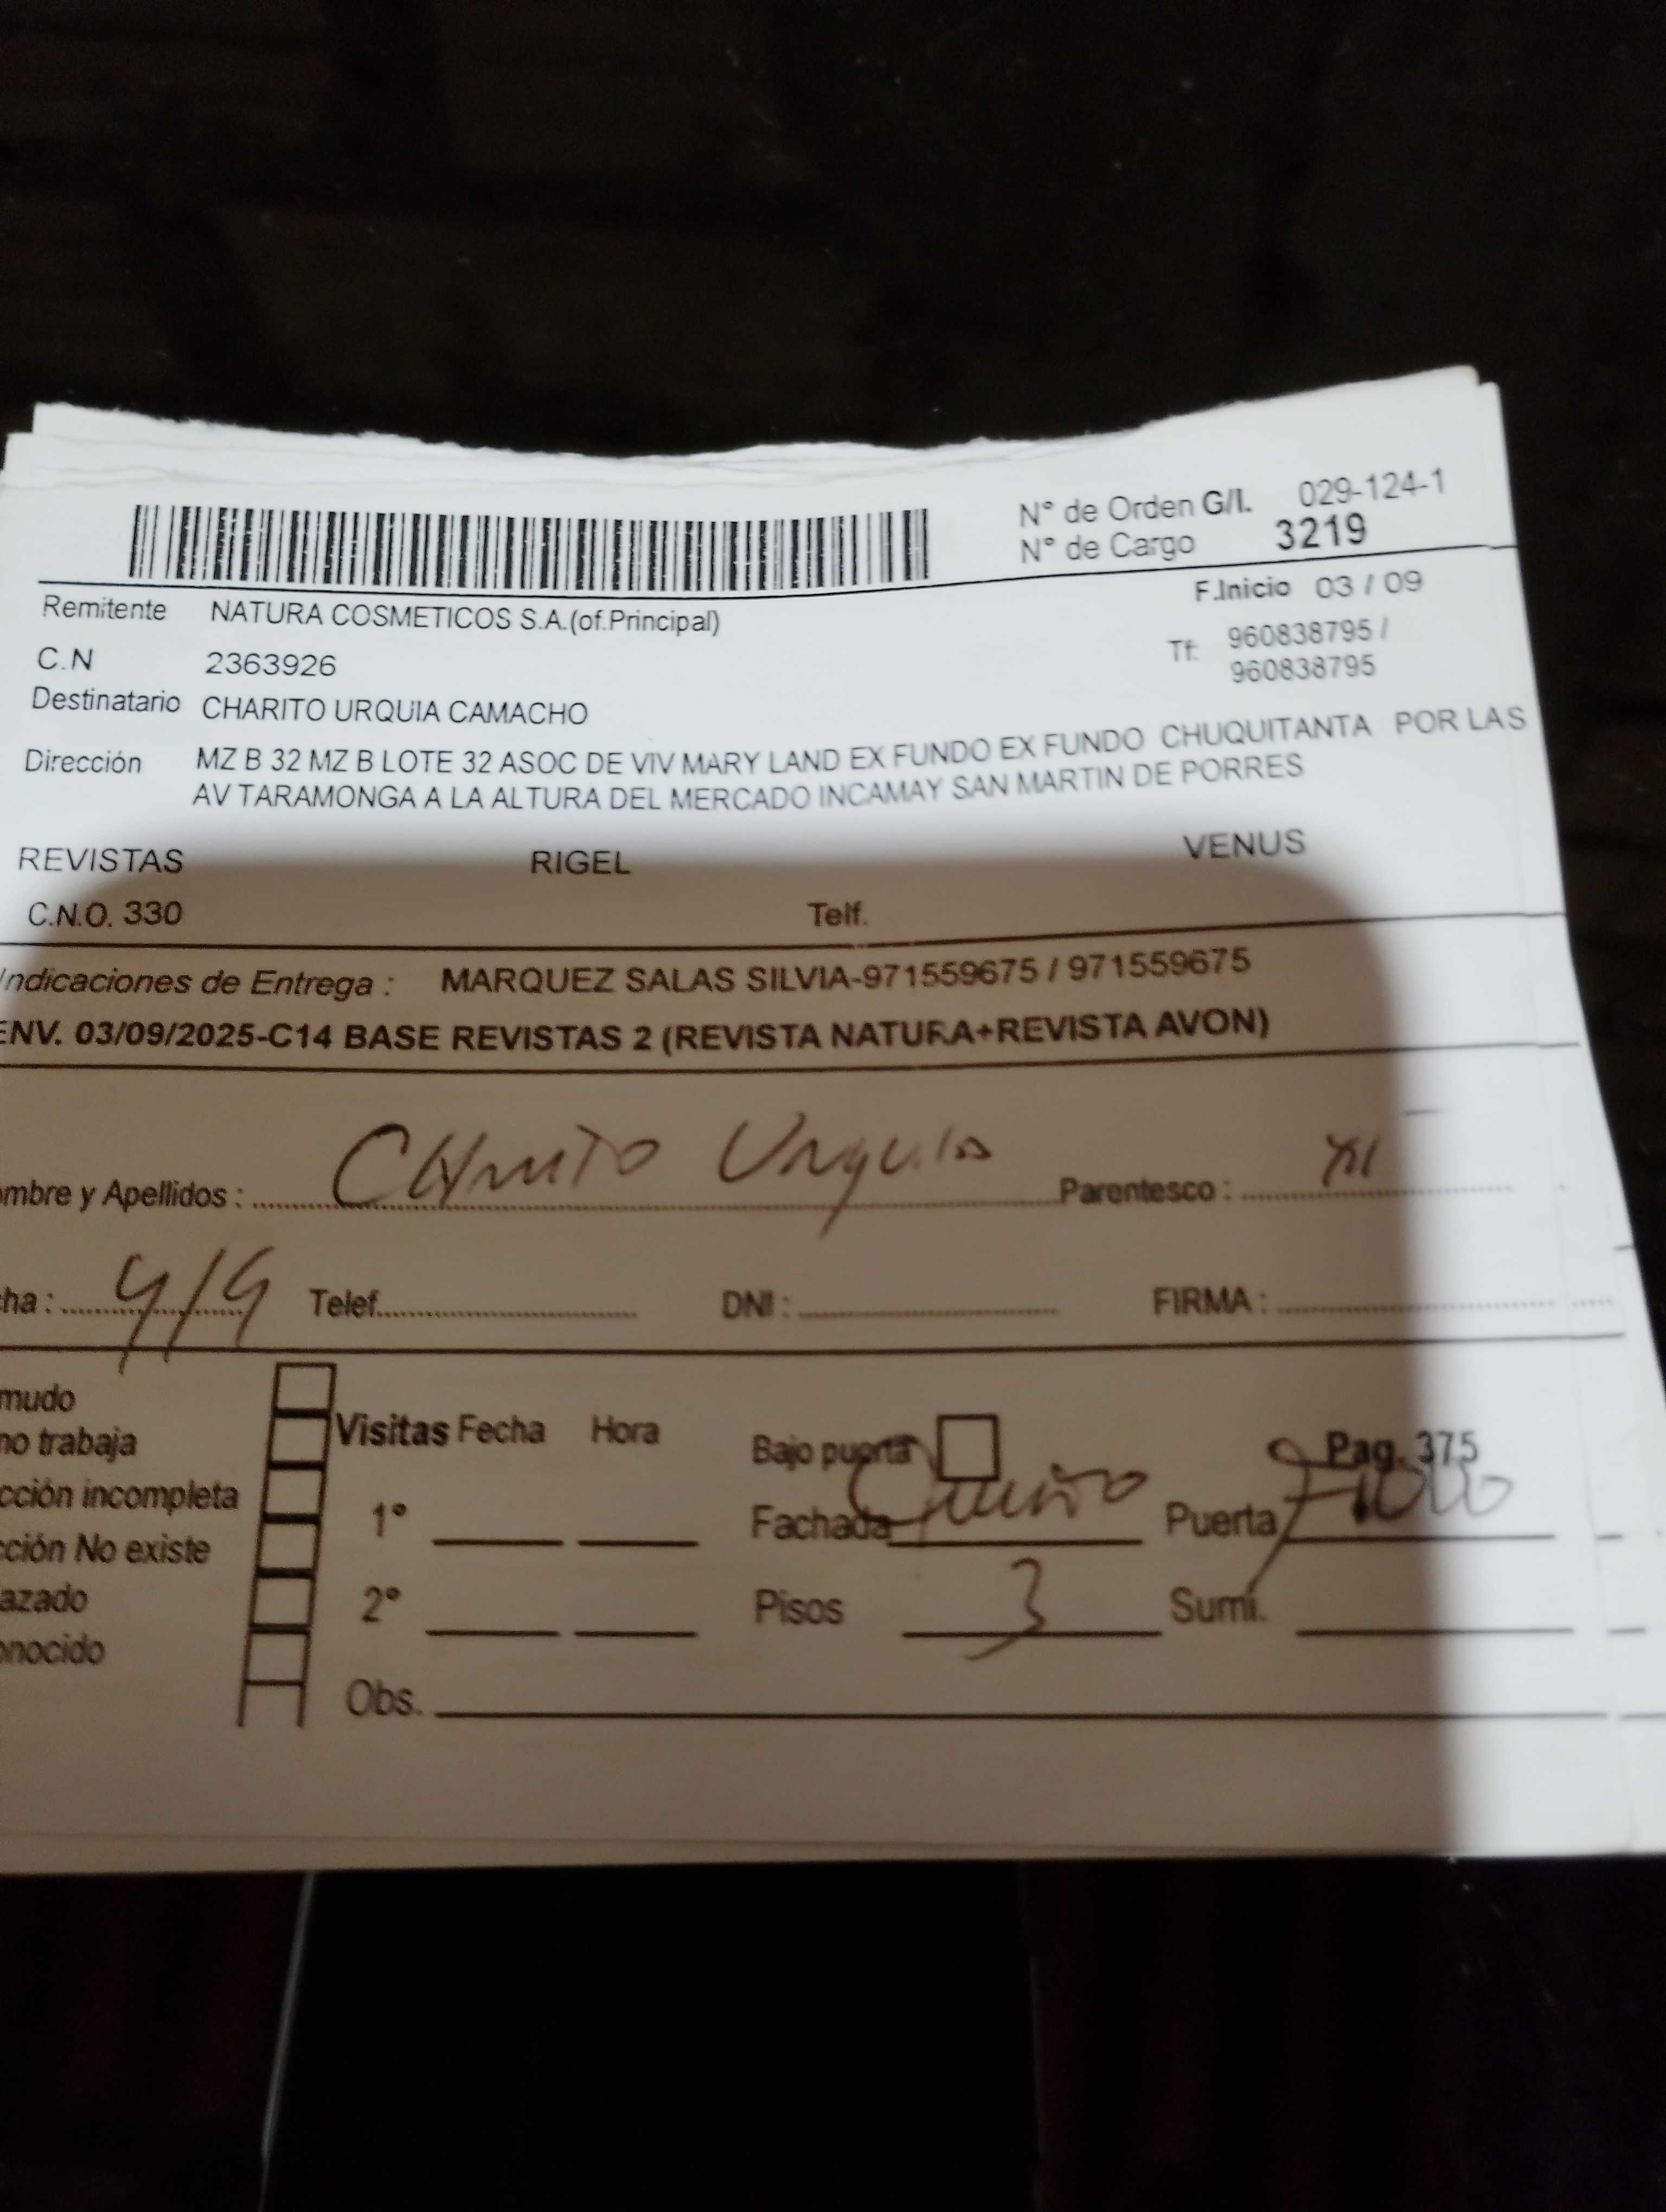 N° de Orden G/I. 029-124-1
N° de Cargo 3219
F.Inicio 03 / 09
Remitente NATURA COSMETICOS S.A.(of.Principal)
Tf: 960838795 /
960838795
C.N 2363926
Destinatario CHARITO URQUIA CAMACHO
Dirección MZ B 32 MZ B LOTE 32 ASOC DE VIV MARY LAND EX FUNDO EX FUNDO CHUQUITANTA POR LAS
AV TARAMONGA A LA ALTURA DEL MERCADO INCAMAY SAN MARTIN DE PORRES
REVISTAS RIGEL VENUS
C.N.O. 330 Telf.
Indicaciones de Entrega : MARQUEZ SALAS SILVIA-971559675 / 971559675
ENV. 03/09/2025-C14 BASE REVISTAS 2 (REVISTA NATURA+REVISTA AVON)
ombre y Apellidos : Charito Urquia Parentesco :
ha : 4/9 Telef. DNI : FIRMA :
mudo
no trabaja
cción incompleta
cción No existe
azado
onocido
Visitas Fecha Hora
1°
2°
Obs.
Bajo puerta Pag. 375
Fachada Puerta
Pisos 3 Sumi.